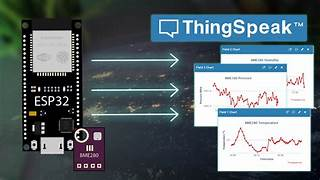 ThingSpeak™
ESP32
BME280
Field 2 Chart
BME280 Humidity
Field 3 Chart
BME280 Pressure
Field 1 Chart
BME280 Temperature